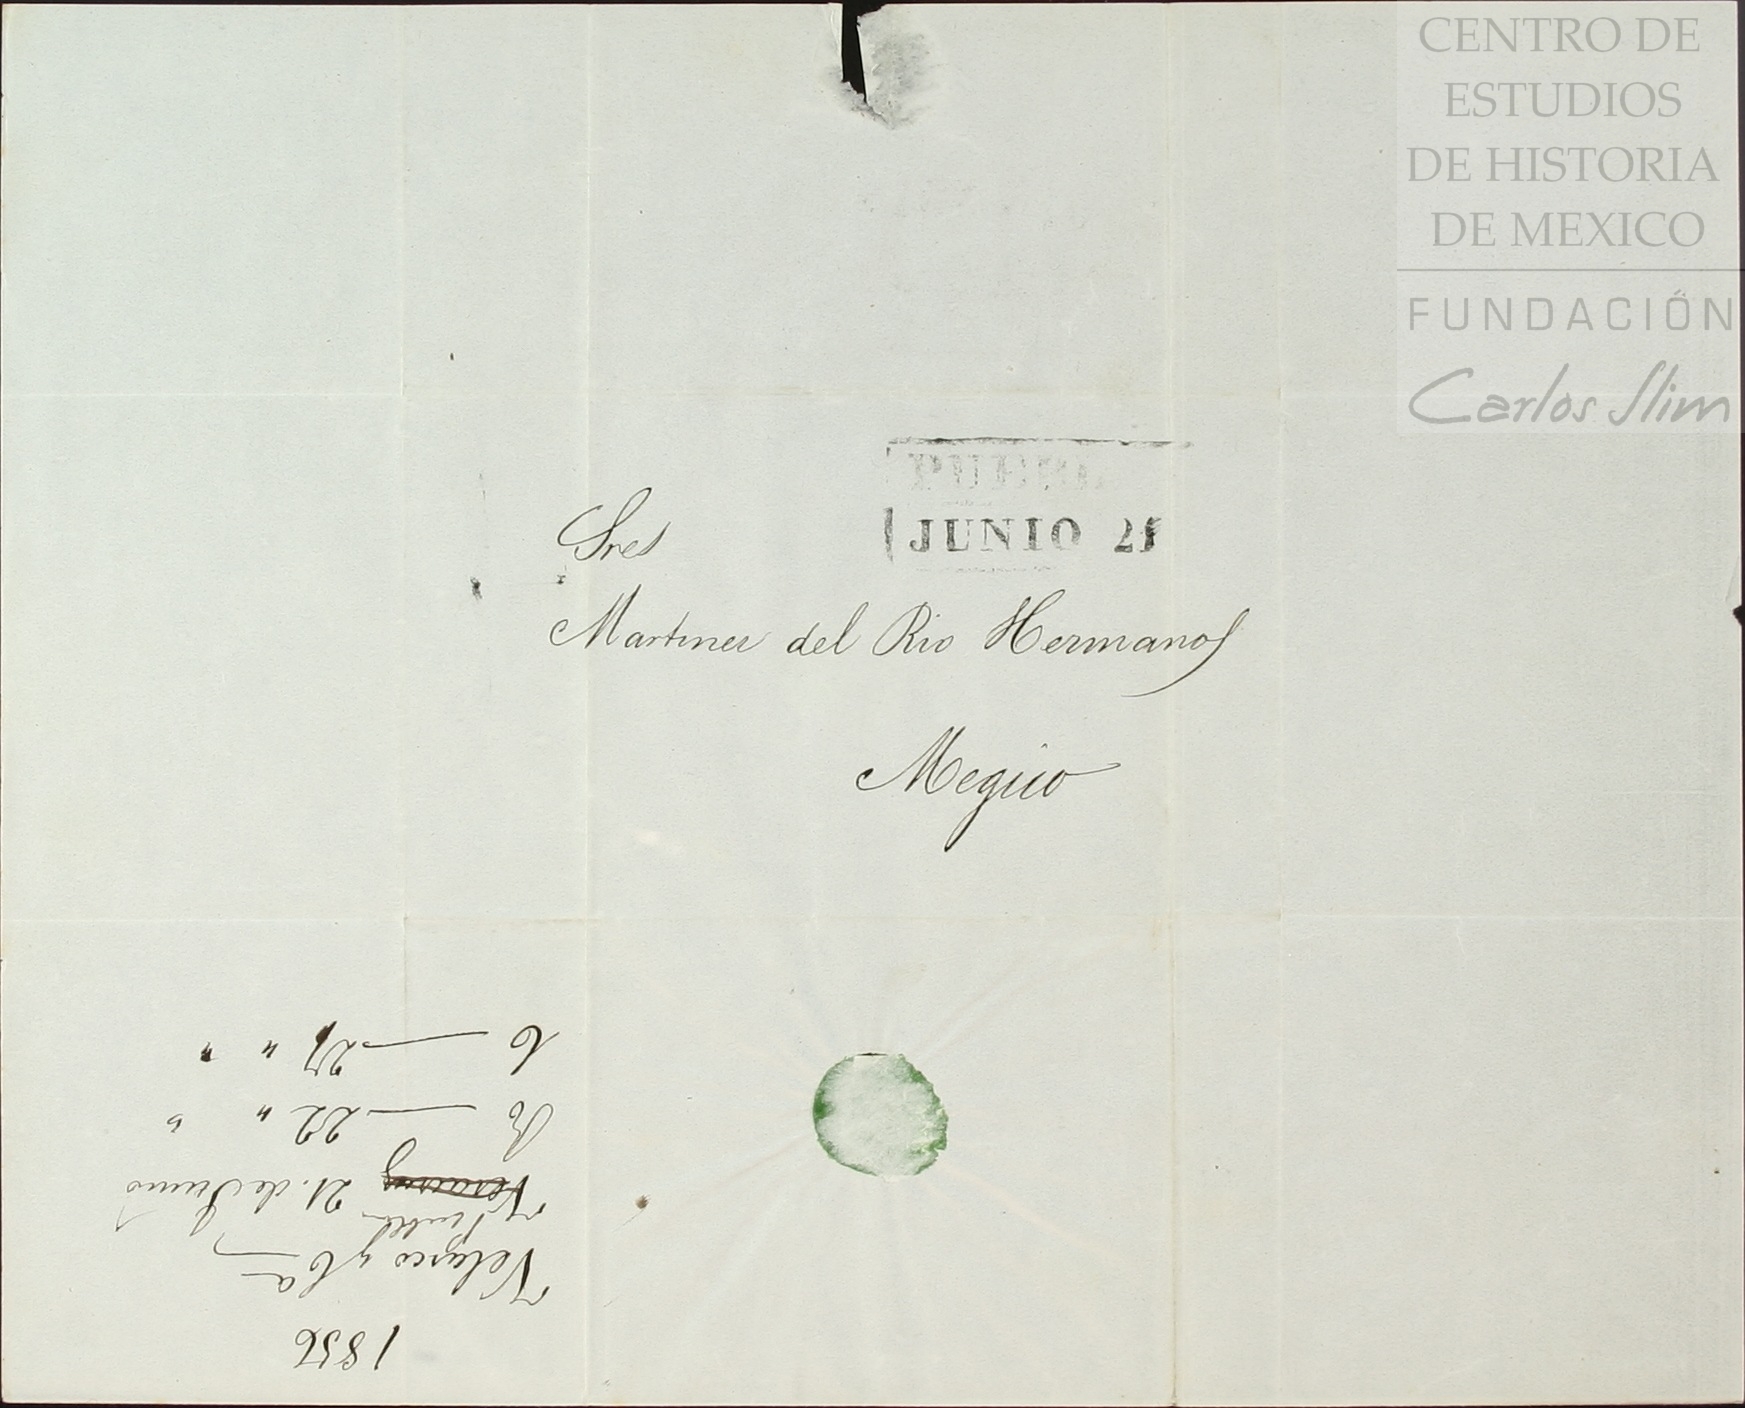 CENTRO DE
ESTUDIOS
DE HISTORIA
DE MEXICO
FUNDACIÓN
Carlos Slim
JUNIO 21
Sres
Martinez del Rio Hermanos
Megico
1856
Velasco y Ca
Puebla
Veracruz 21. de Junio
R 22 " "
C 27 " "